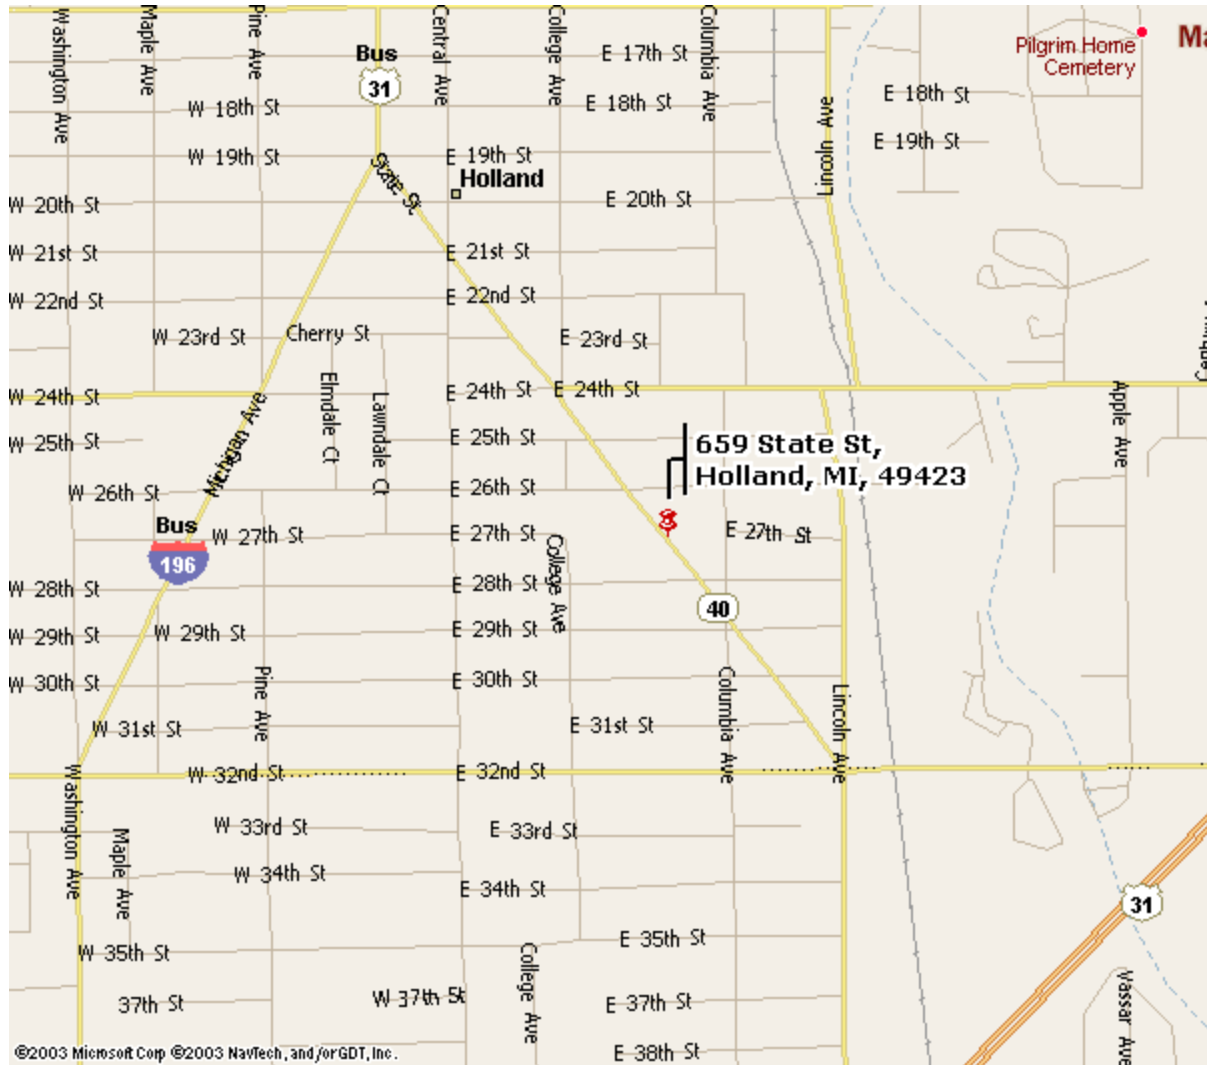 Washington Ave
Maple Ave
Pine Ave
Bus
31
Central Ave
College Ave
Columbia Ave
E 17th St
Pilgrim Home
Cemetery
W 18th St
E 18th St
Lincoln Ave
E 18th St
W 19th St
State St
E 19th St
E 19th St
Holland
W 20th St
E 20th St
W 21st St
E 21st St
W 22nd St
E 22nd St
W 23rd St
Cherry St
E 23rd St
W 24th St
Michigan Ave
Elmdale Ct
Lawndale Ct
E 24th St
E 24th St
Apple Ave
W 25th St
E 25th St
659 State St,
Holland, MI, 49423
W 26th St
E 26th St
Bus
196
W 27th St
E 27th St
E 27th St
W 28th St
E 28th St
College Ave
40
W 29th St
W 29th St
E 29th St
W 30th St
Pine Ave
E 30th St
Columbia Ave
Lincoln Ave
W 31st St
E 31st St
Washington Ave
W 32nd St
E 32nd St
W 33rd St
E 33rd St
Maple Ave
W 34th St
E 34th St
31
W 35th St
E 35th St
College Ave
Vassar Ave
37th St
W 37th St
E 37th St
E 38th St
©2003 Microsoft Corp ©2003 NavTech, and/or GDT, Inc.